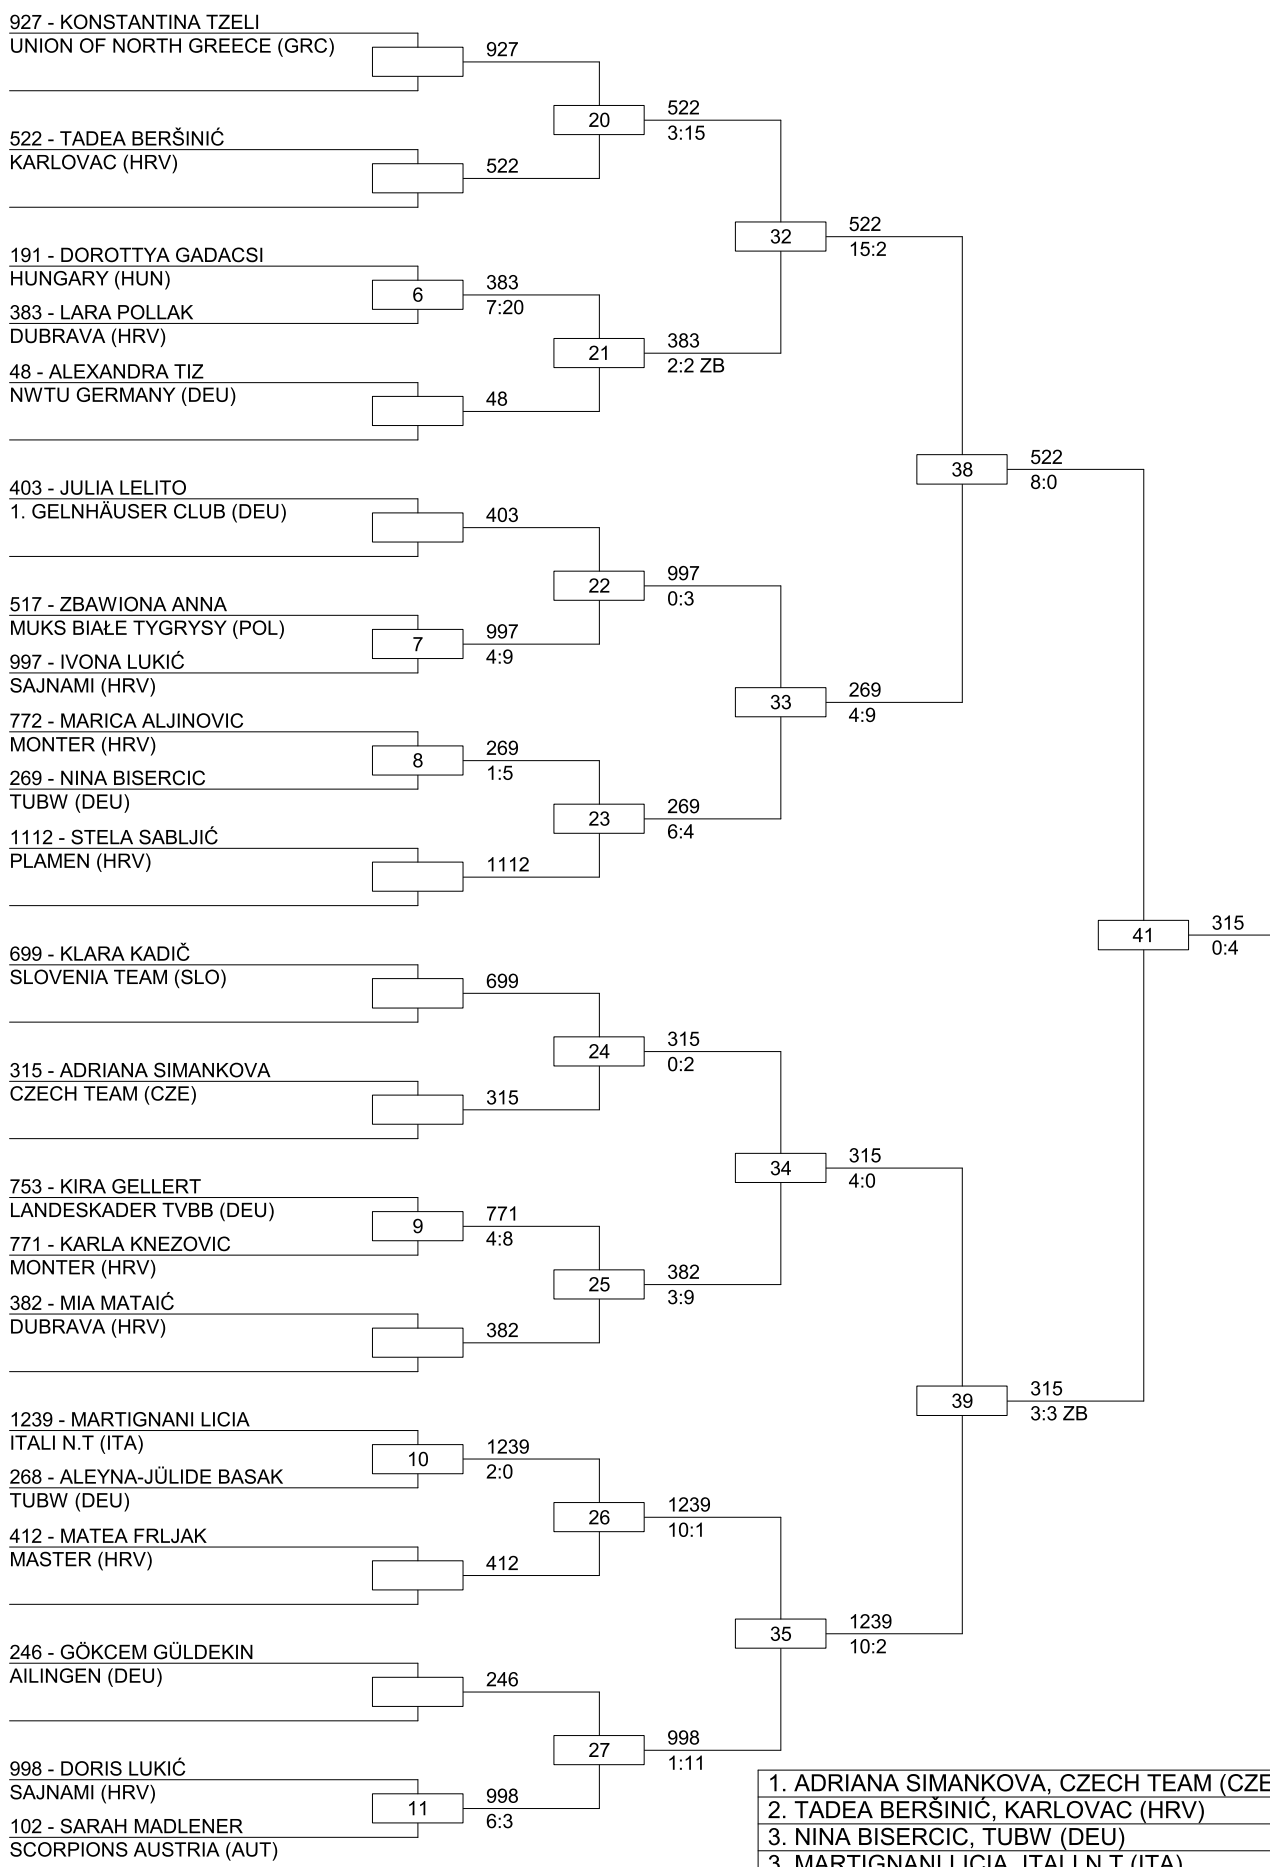 927 - KONSTANTINA TZELI
UNION OF NORTH GREECE (GRC)
927
20
522
3:15
522 - TADEA BERŠINIĆ
KARLOVAC (HRV)
522
32
522
15:2
191 - DOROTTYA GADACSI
HUNGARY (HUN)
6
383
7:20
383 - LARA POLLAK
DUBRAVA (HRV)
21
383
2:2 ZB
48 - ALEXANDRA TIZ
NWTU GERMANY (DEU)
48
38
522
8:0
403 - JULIA LELITO
1. GELNHÄUSER CLUB (DEU)
403
22
997
0:3
517 - ZBAWIONA ANNA
MUKS BIAŁE TYGRYSY (POL)
7
997
4:9
997 - IVONA LUKIĆ
SAJNAMI (HRV)
33
269
4:9
772 - MARICA ALJINOVIC
MONTER (HRV)
8
269
1:5
269 - NINA BISERCIC
TUBW (DEU)
23
269
6:4
1112 - STELA SABLJIĆ
PLAMEN (HRV)
1112
41
315
0:4
699 - KLARA KADIČ
SLOVENIA TEAM (SLO)
699
24
315
0:2
315 - ADRIANA SIMANKOVA
CZECH TEAM (CZE)
315
34
315
4:0
753 - KIRA GELLERT
LANDESKADER TVBB (DEU)
9
771
4:8
771 - KARLA KNEZOVIC
MONTER (HRV)
25
382
3:9
382 - MIA MATAIĆ
DUBRAVA (HRV)
382
39
315
3:3 ZB
1239 - MARTIGNANI LICIA
ITALI N.T (ITA)
10
1239
2:0
268 - ALEYNA-JÜLIDE BASAK
TUBW (DEU)
26
1239
10:1
412 - MATEA FRLJAK
MASTER (HRV)
412
35
1239
10:2
246 - GÖKCEM GÜLDEKIN
AILINGEN (DEU)
246
27
998
1:11
998 - DORIS LUKIĆ
SAJNAMI (HRV)
11
998
6:3
102 - SARAH MADLENER
SCORPIONS AUSTRIA (AUT)
1. ADRIANA SIMANKOVA, CZECH TEAM (CZE
2. TADEA BERŠINIĆ, KARLOVAC (HRV)
3. NINA BISERCIC, TUBW (DEU)
3. MARTIGNANI LICIA, ITALI N.T (ITA)